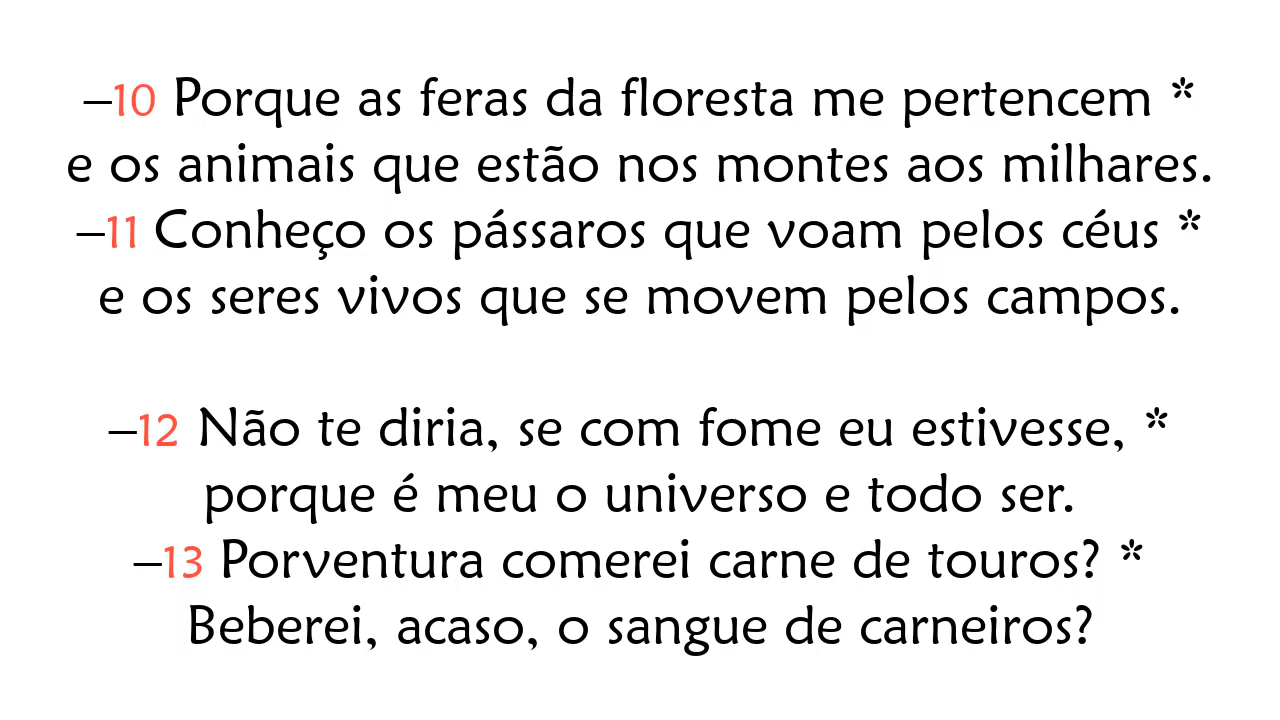 –10 Porque as feras da floresta me pertencem *
e os animais que estão nos montes aos milhares.
–11 Conheço os pássaros que voam pelos céus *
e os seres vivos que se movem pelos campos.
–12 Não te diria, se com fome eu estivesse, *
porque é meu o universo e todo ser.
–13 Porventura comerei carne de touros? *
Beberei, acaso, o sangue de carneiros?